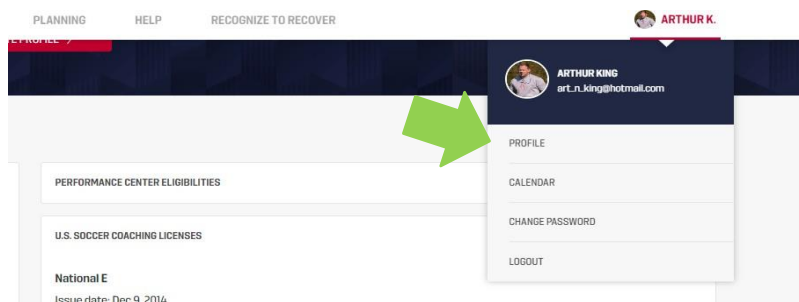 PLANNING HELP RECOGNIZE TO RECOVER ARTHUR K.
ARTHUR KING
art_n_king@hotmail.com
PROFILE
CALENDAR
CHANGE PASSWORD
LOGOUT
PERFORMANCE CENTER ELIGIBILITIES
U.S. SOCCER COACHING LICENSES
National E
Issue date: Dec 9, 2014